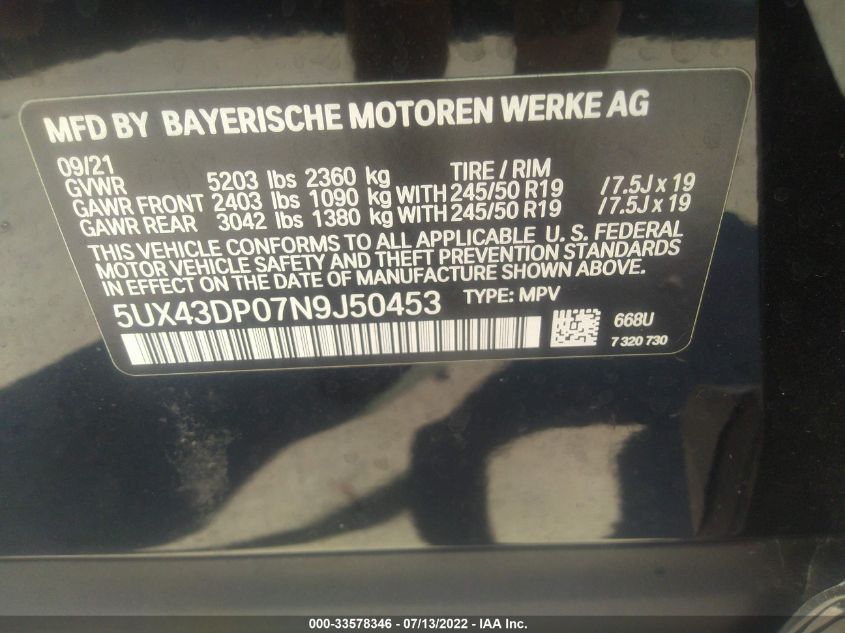 MFD BY BAYERISCHE MOTOREN WERKE AG
09/21 TIRE / RIM
GVWR 5203 lbs 2360 kg
GAWR FRONT 2403 lbs 1090 kg WITH 245/50 R19 /7.5J x 19
GAWR REAR 3042 lbs 1380 kg WITH 245/50 R19 /7.5J x 19
THIS VEHICLE CONFORMS TO ALL APPLICABLE U. S. FEDERAL
MOTOR VEHICLE SAFETY AND THEFT PREVENTION STANDARDS
IN EFFECT ON THE DATE OF MANUFACTURE SHOWN ABOVE.
5UX43DP07N9J50453 TYPE: MPV
668U
7 320 730
000-33578346 - 07/13/2022 - IAA Inc.